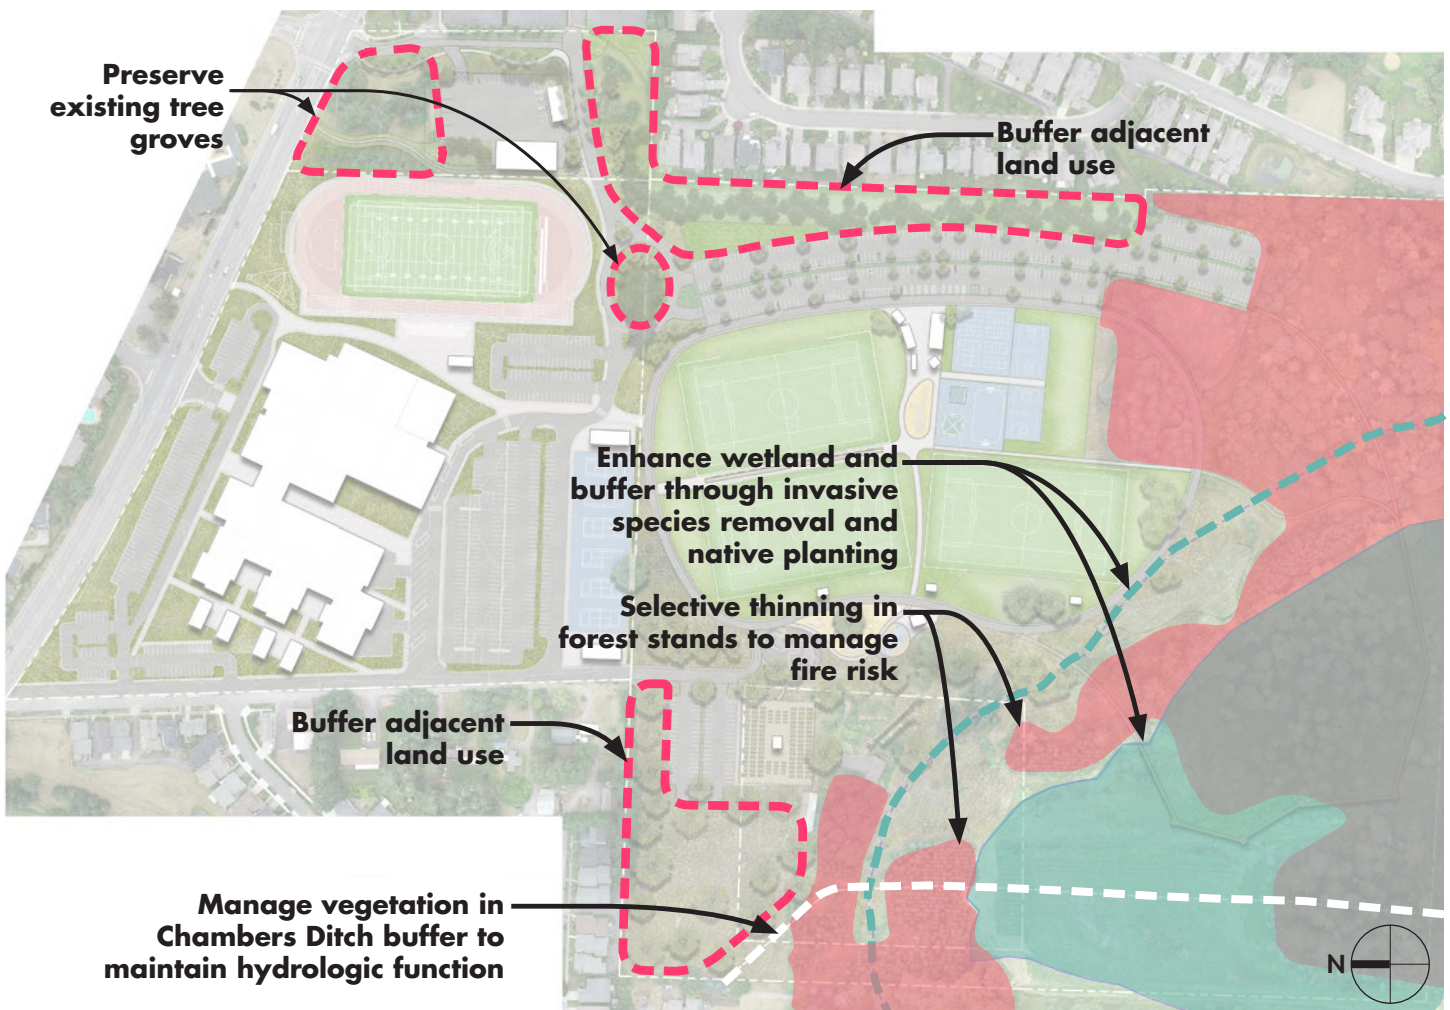 Preserve
existing tree
groves
Buffer adjacent
land use
Enhance wetland and
buffer through invasive
species removal and
native planting
Selective thinning in
forest stands to manage
fire risk
Buffer adjacent
land use
Manage vegetation in
Chambers Ditch buffer to
maintain hydrologic function
N